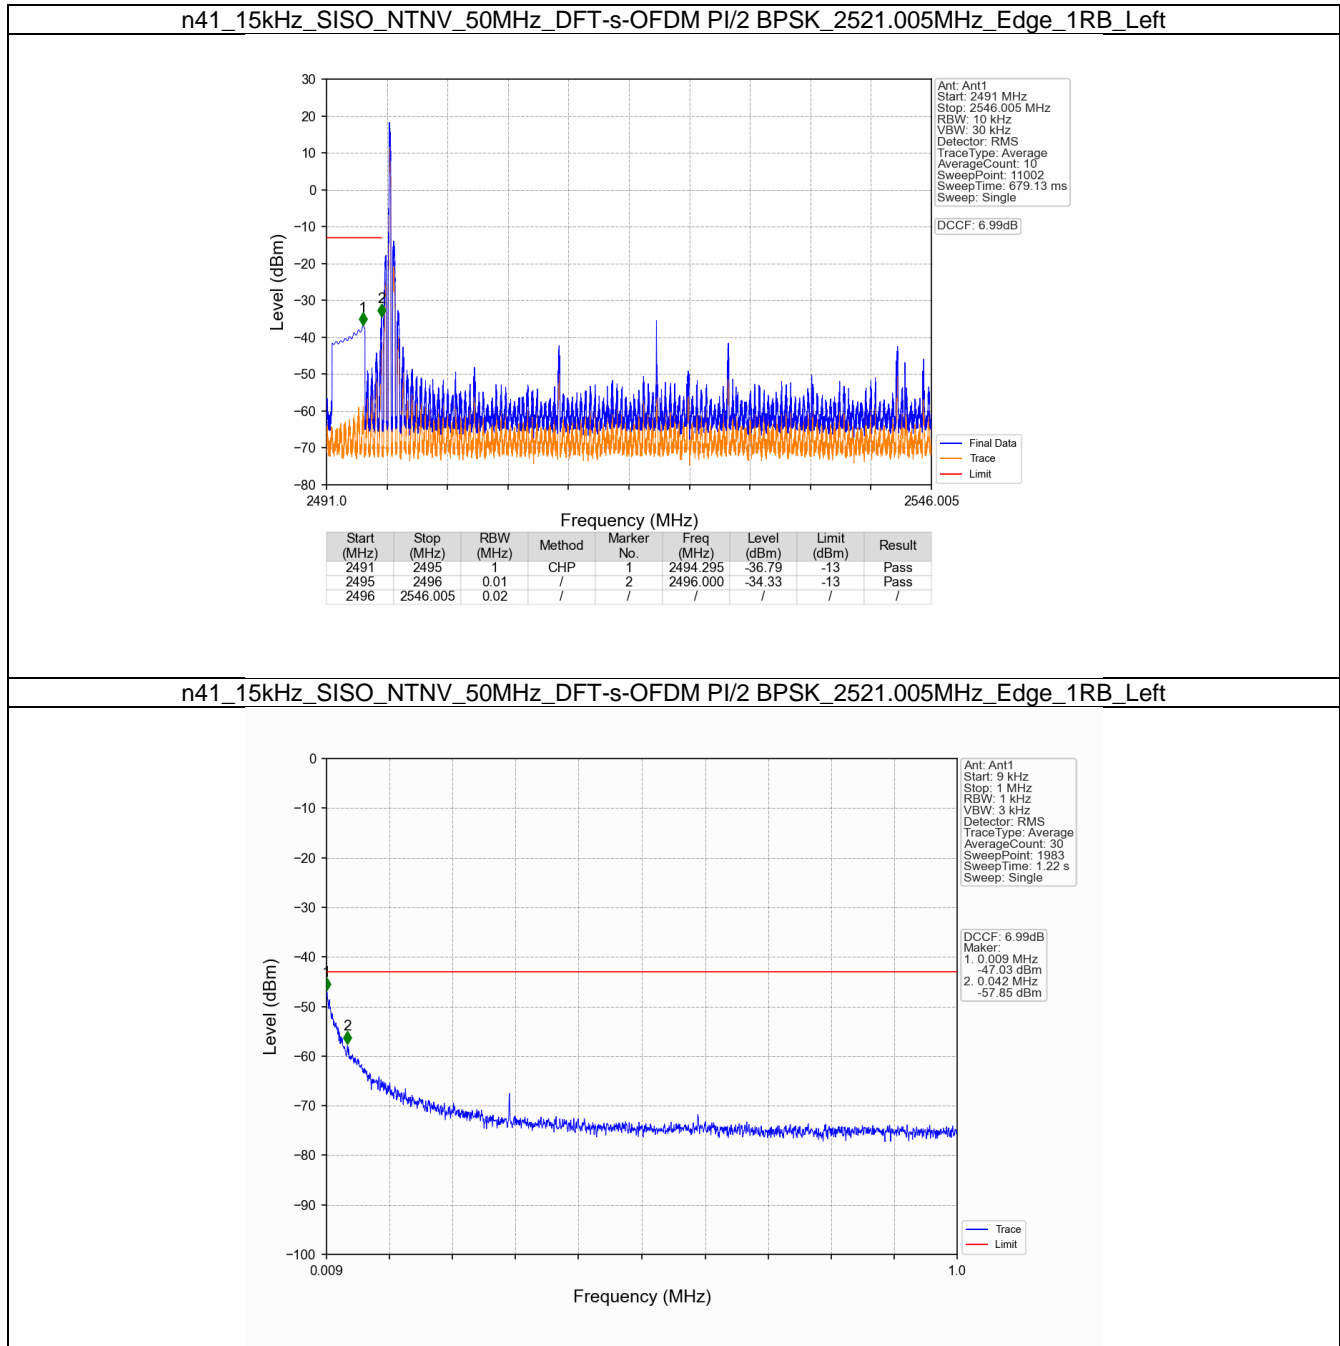 n41_15kHz_SISO_NTNV_50MHz_DFT-s-OFDM PI/2 BPSK_2521.005MHz_Edge_1RB_Left
30
20
10
0
−10
−20
−30
−40
−50
−60
−70
−80
Level (dBm)
1
2
2491.0
2546.005
Frequency (MHz)
Ant: Ant1
Start: 2491 MHz
Stop: 2546.005 MHz
RBW: 10 kHz
VBW: 30 kHz
Detector: RMS
TraceType: Average
AverageCount: 10
SweepPoint: 11002
SweepTime: 679.13 ms
Sweep: Single
DCCF: 6.99dB
Final Data
Trace
Limit
Start (MHz) Stop (MHz) RBW (MHz) Method Marker No. Freq (MHz) Level (dBm) Limit (dBm) Result
2491 2495 1 CHP 1 2494.295 -36.79 -13 Pass
2495 2496 0.01 / 2 2496.000 -34.33 -13 Pass
2496 2546.005 0.02 / / / / / /
n41_15kHz_SISO_NTNV_50MHz_DFT-s-OFDM PI/2 BPSK_2521.005MHz_Edge_1RB_Left
0
−10
−20
−30
−40
−50
−60
−70
−80
−90
−100
Level (dBm)
1
2
0.009
1.0
Frequency (MHz)
Ant: Ant1
Start: 9 kHz
Stop: 1 MHz
RBW: 1 kHz
VBW: 3 kHz
Detector: RMS
TraceType: Average
AverageCount: 30
SweepPoint: 1983
SweepTime: 1.22 s
Sweep: Single
DCCF: 6.99dB
Maker:
1. 0.009 MHz
-47.03 dBm
2. 0.042 MHz
-57.85 dBm
Trace
Limit